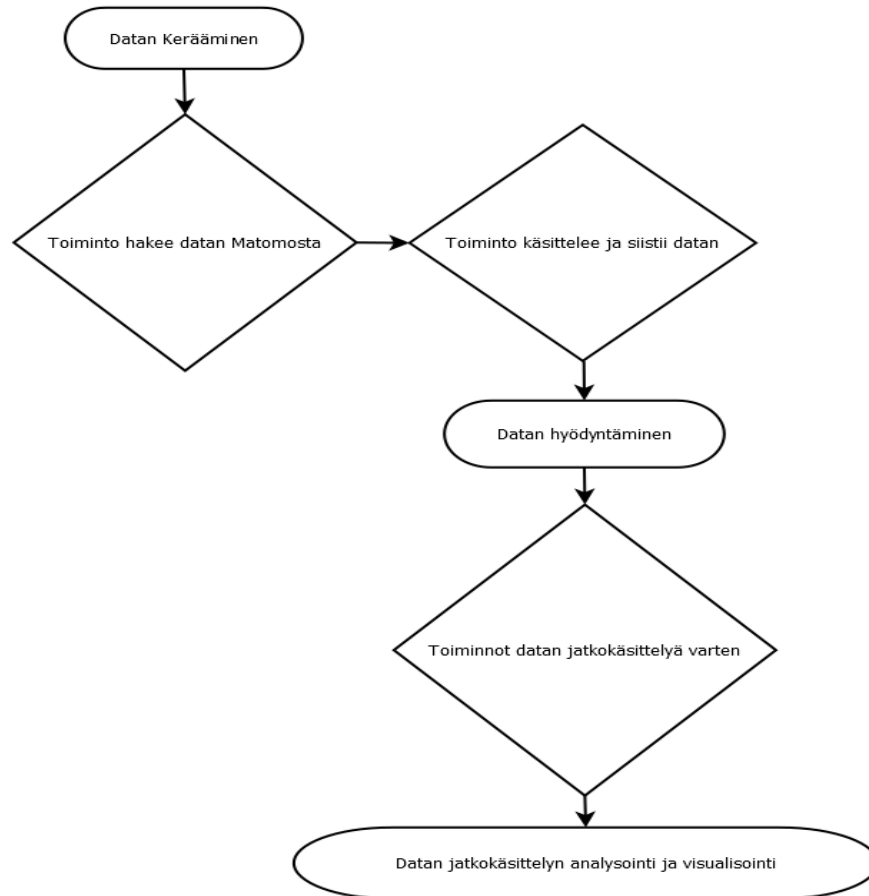 Datan Kerääminen
Toiminto hakee datan Matomosta
Toiminto käsittelee ja siistii datan
Datan hyödyntäminen
Toiminnot datan jatkokäsittelyä varten
Datan jatkokäsittelyn analysointi ja visualisointi